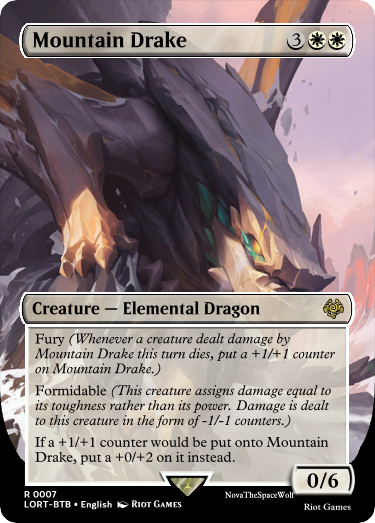 Mountain Drake 3
Creature — Elemental Dragon
Fury (Whenever a creature dealt damage by
Mountain Drake this turn dies, put a +1/+1 counter
on Mountain Drake.)
Formidable (This creature assigns damage equal to
its toughness rather than its power. Damage is dealt
to this creature in the form of -1/-1 counters.)
If a +1/+1 counter would be put onto Mountain
Drake, put a +0/+2 on it instead.
0/6
R 0007
LORT-BTB • English Riot Games
NovaTheSpaceWolf
Riot Games